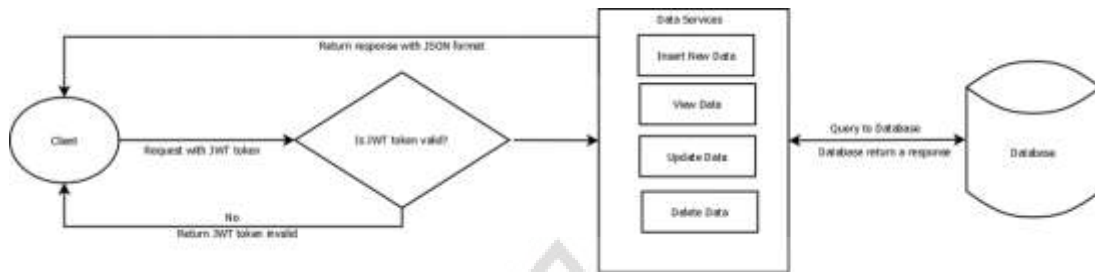 Data Services
Return response with JSON format
Insert New Data
View Data
Client
Request with JWT token
Is JWT token valid?
Query to Database
Database return a response
Database
Update Data
Delete Data
No
Return JWT token invalid